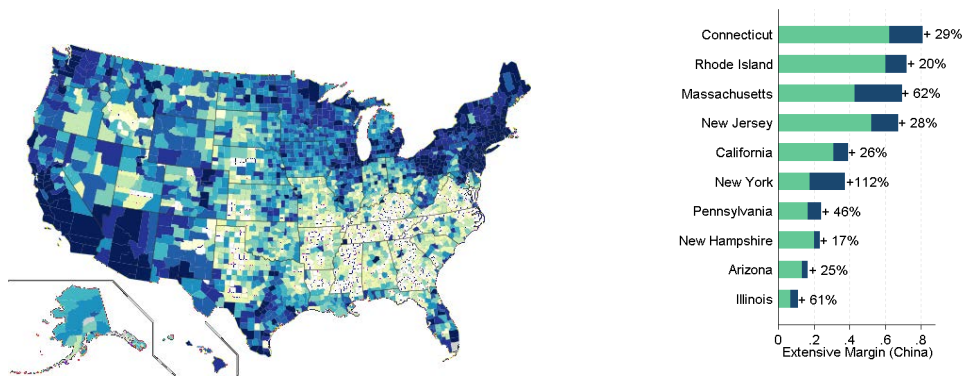 Connecticut + 29%
Rhode Island + 20%
Massachusetts + 62%
New Jersey + 28%
California + 26%
New York +112%
Pennsylvania + 46%
New Hampshire + 17%
Arizona + 25%
Illinois + 61%
0 .2 .4 .6 .8
Extensive Margin (China)